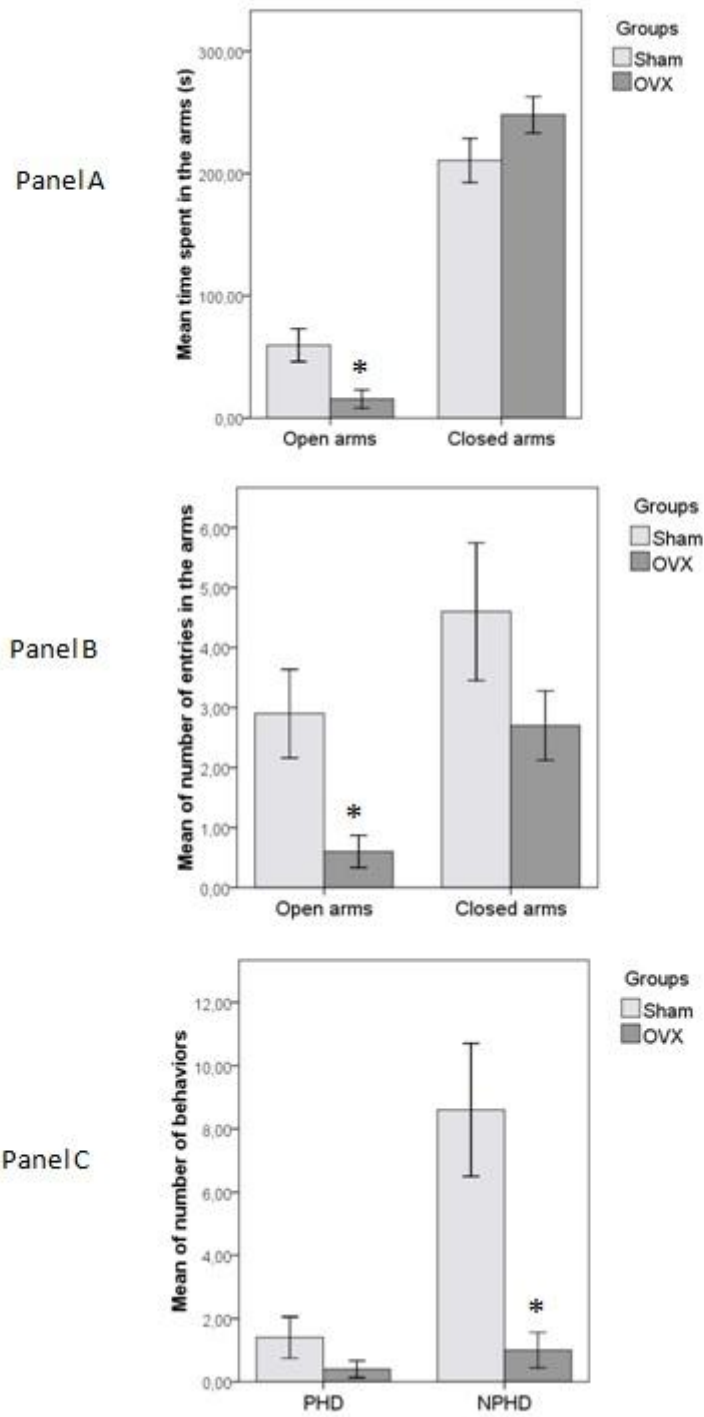 Panel A
Mean time spent in the arms (s)
300,00
200,00
100,00
0,00
*
Open arms
Closed arms
Groups
Sham
OVX
Panel B
Mean of number of entries in the arms
6,00
5,00
4,00
3,00
2,00
1,00
0,00
*
Open arms
Closed arms
Groups
Sham
OVX
Panel C
Mean of number of behaviors
12,00
10,00
8,00
6,00
4,00
2,00
0,00
*
PHD
NPHD
Groups
Sham
OVX